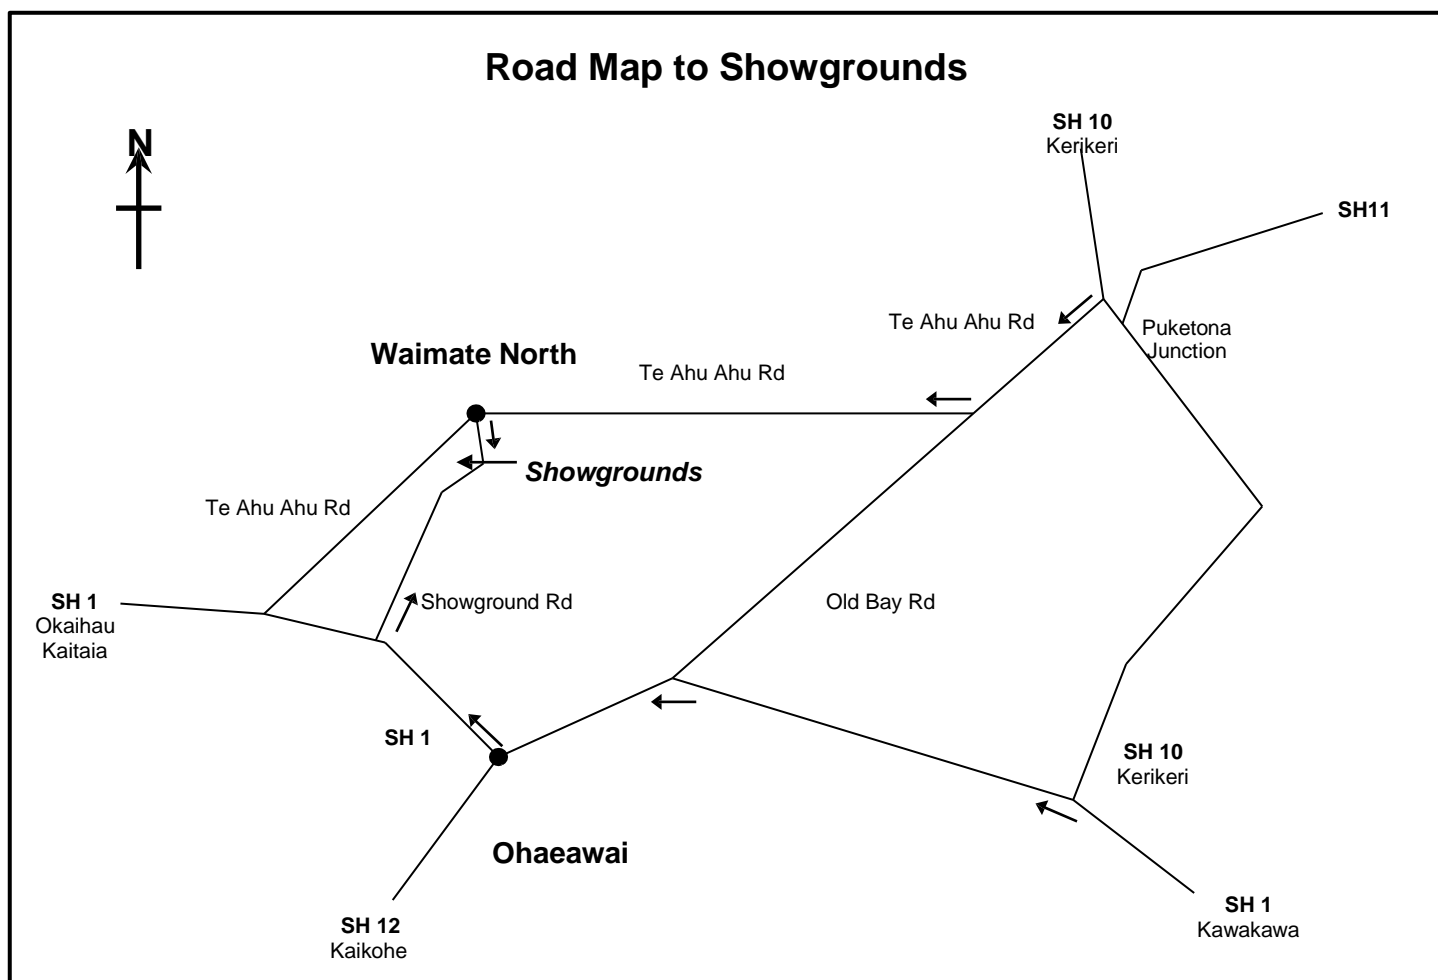 Road Map to Showgrounds
N
SH 10
Kerikeri
SH11
Te Ahu Ahu Rd
Puketona
Junction
Waimate North
Te Ahu Ahu Rd
Showgrounds
Te Ahu Ahu Rd
SH 1
Okaihau
Kaitaia
Showground Rd
Old Bay Rd
SH 1
SH 10
Kerikeri
Ohaeawai
SH 12
Kaikohe
SH 1
Kawakawa